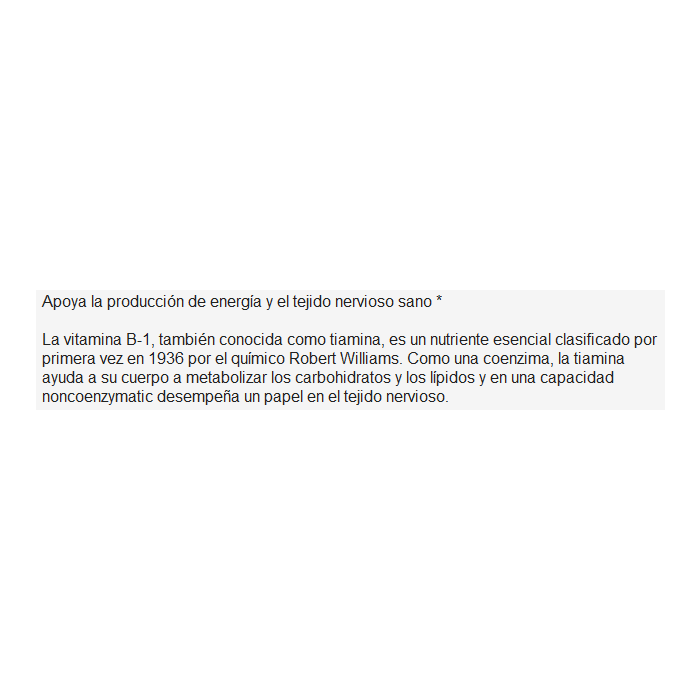 Apoya la producción de energía y el tejido nervioso sano *
La vitamina B-1, también conocida como tiamina, es un nutriente esencial clasificado por
primera vez en 1936 por el químico Robert Williams. Como una coenzima, la tiamina
ayuda a su cuerpo a metabolizar los carbohidratos y los lípidos y en una capacidad
noncoenzymatic desempeña un papel en el tejido nervioso.